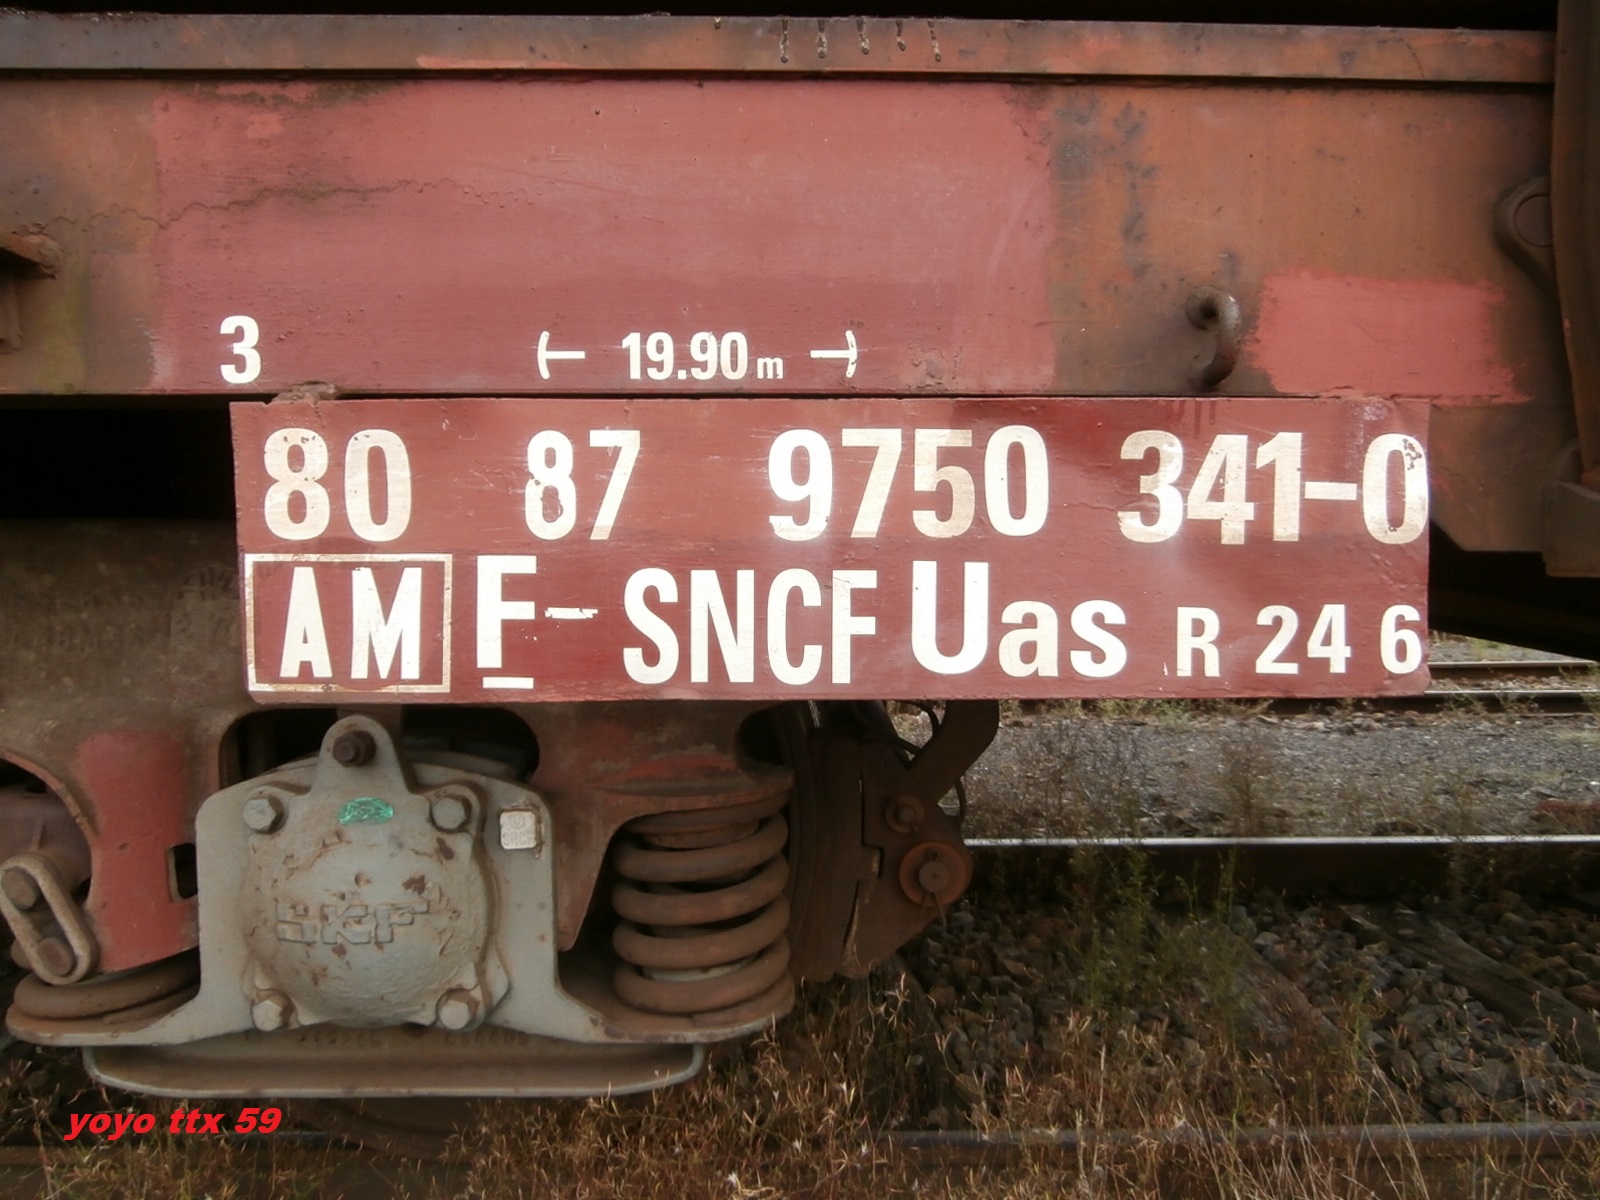 3 19.90 m
80 87 9750 341-0
AM F-SNCF Uas R 24 6
SKF
yoyo ttx 59